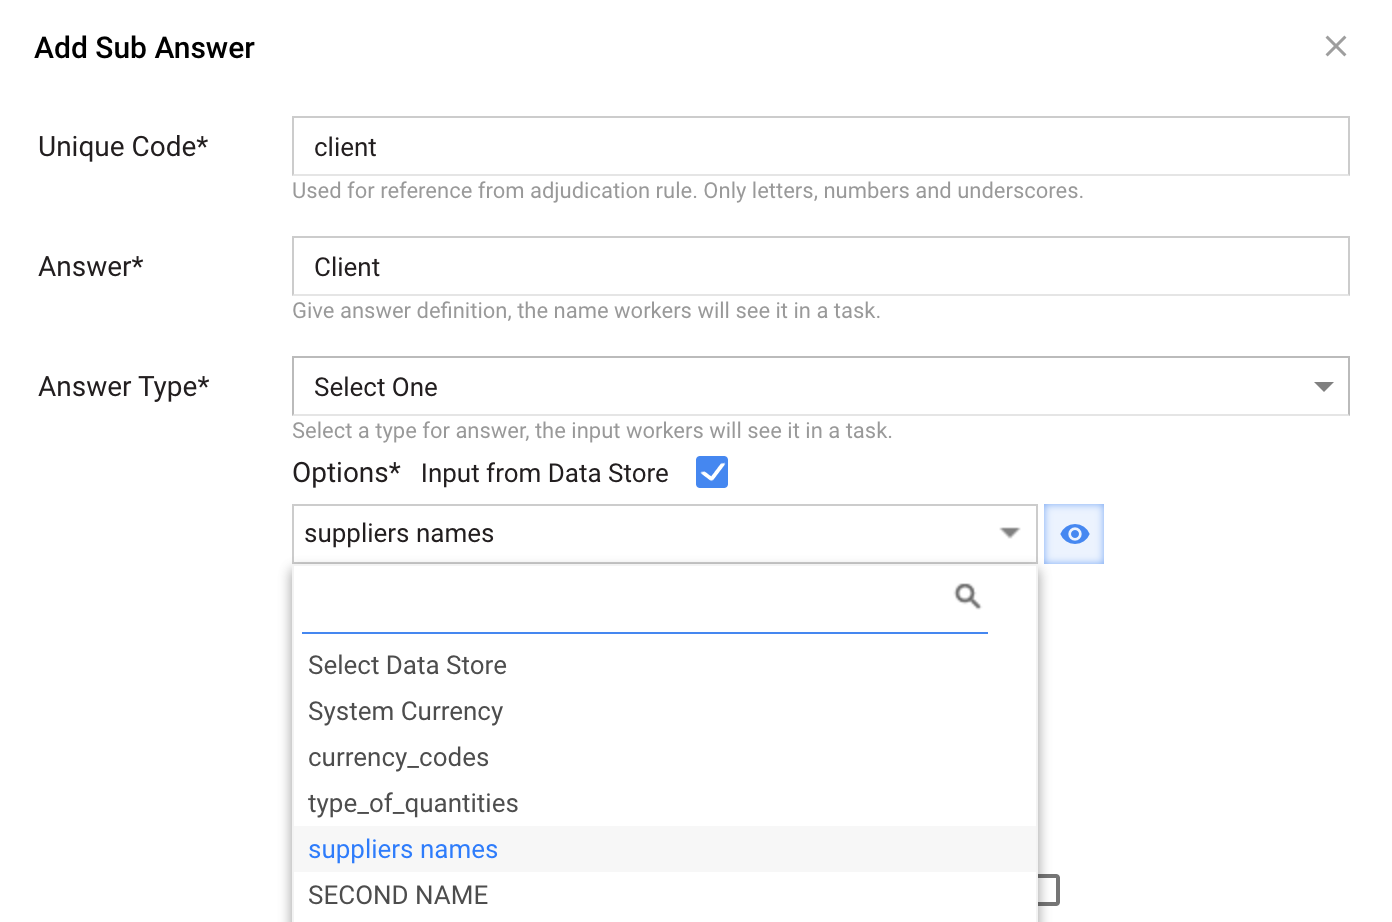 Add Sub Answer
Unique Code*
client
Used for reference from adjudication rule. Only letters, numbers and underscores.
Answer*
Client
Give answer definition, the name workers will see it in a task.
Answer Type*
Select One
Select a type for answer, the input workers will see it in a task.
Options* Input from Data Store
suppliers names
Select Data Store
System Currency
currency_codes
type_of_quantities
suppliers names
SECOND NAME